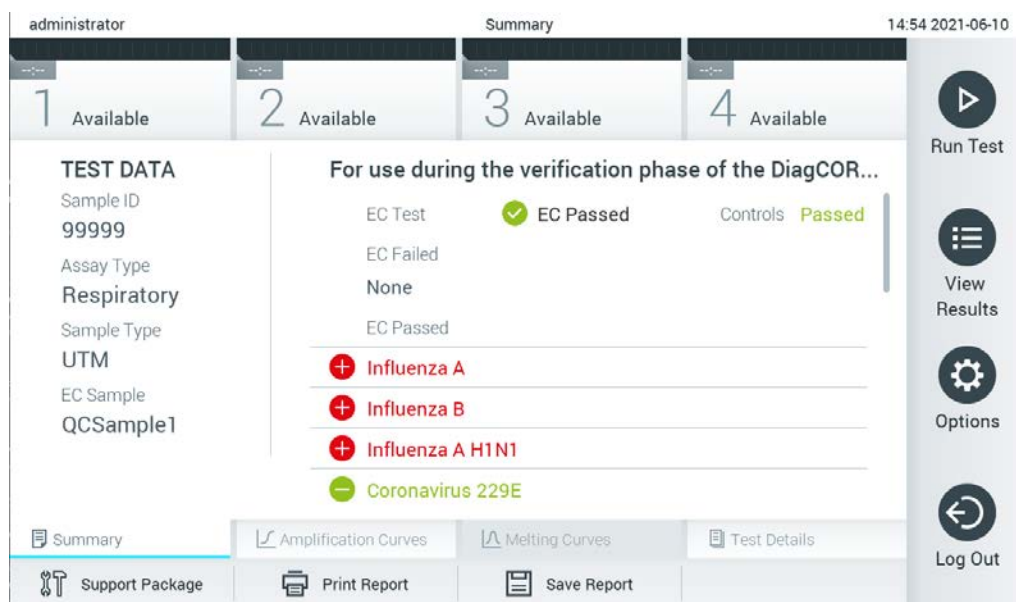 administrator
Summary
14:54 2021-06-10
--:--
--:--
--:--
--:--
1 Available
2 Available
3 Available
4 Available
Run Test
View
Results
Options
Log Out
TEST DATA
Sample ID
99999
Assay Type
Respiratory
Sample Type
UTM
EC Sample
QCSample1
For use during the verification phase of the DiagCOR...
EC Test
EC Passed
Controls Passed
EC Failed
None
EC Passed
Influenza A
Influenza B
Influenza A H1N1
Coronavirus 229E
Summary
Amplification Curves
Melting Curves
Test Details
Support Package
Print Report
Save Report